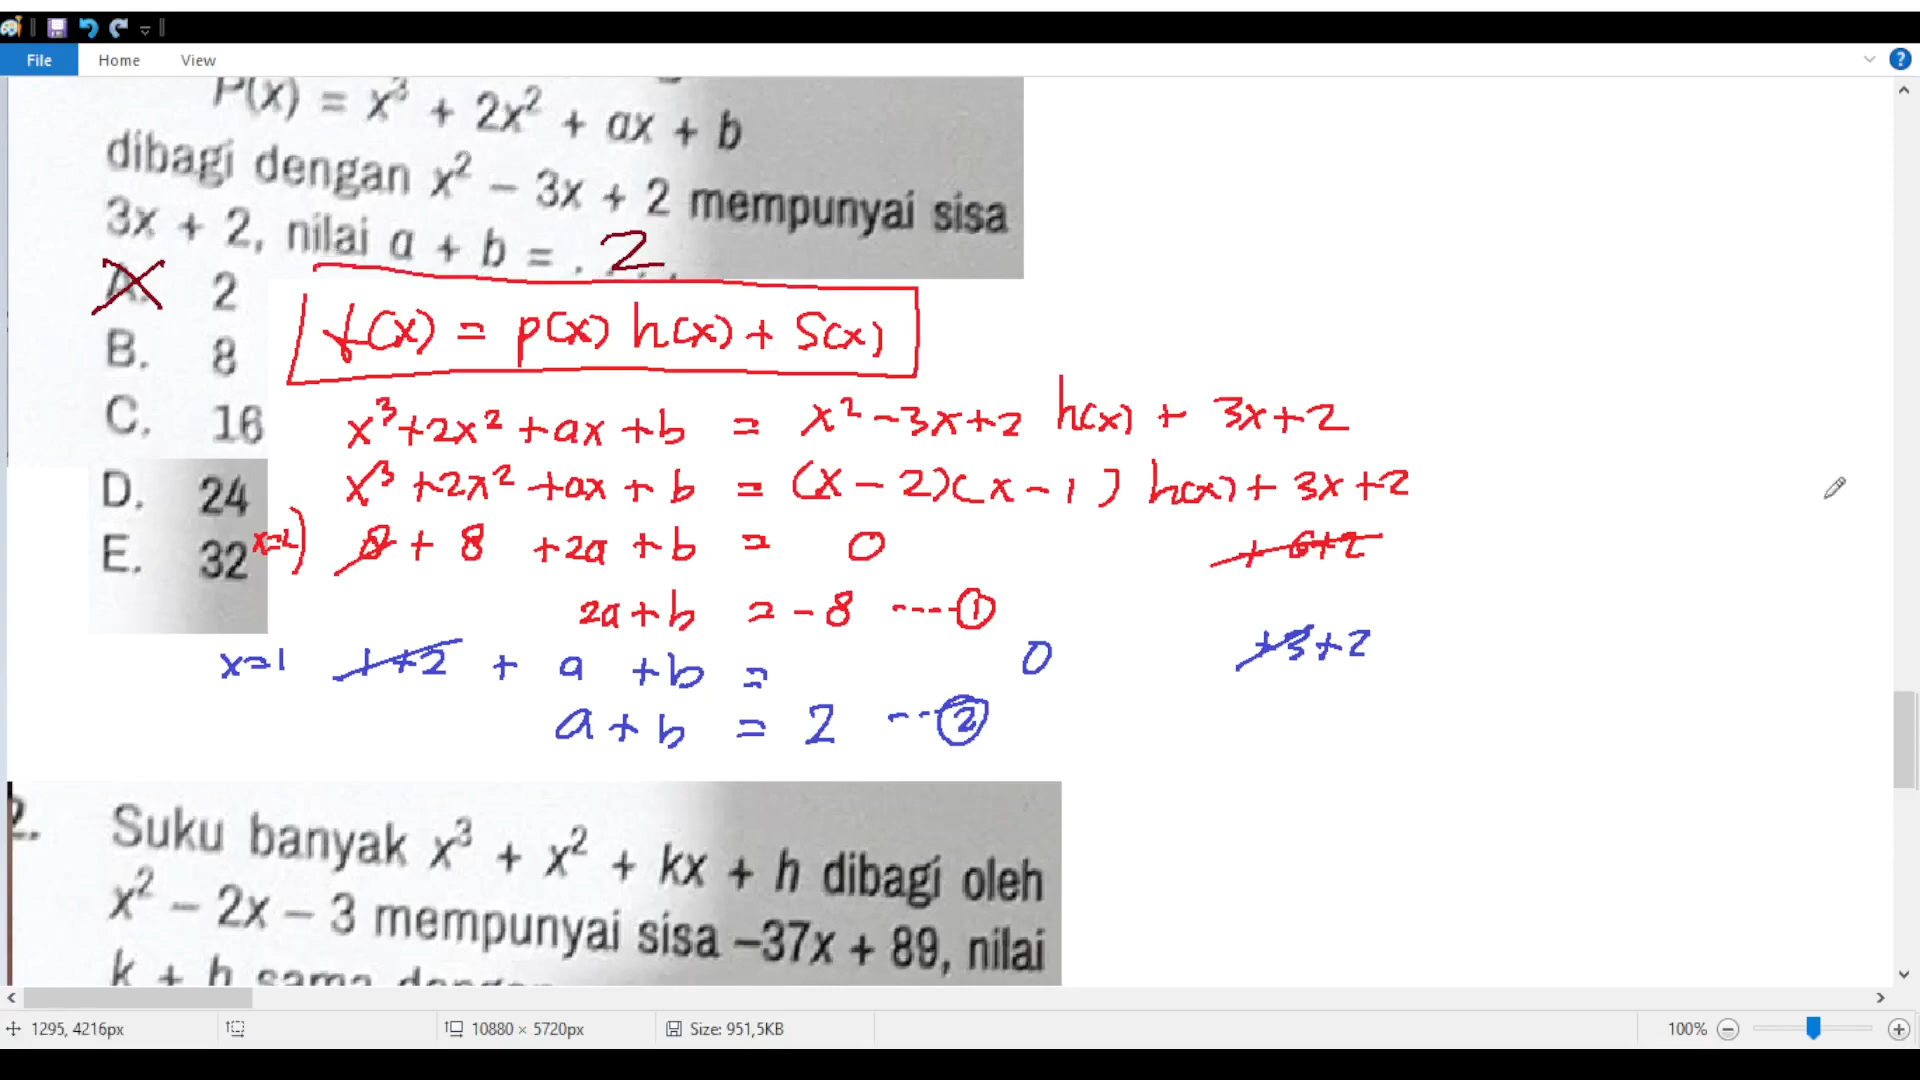 File Home View
P(x) = x³ + 2x² + ax + b
dibagi dengan x² – 3x + 2 mempunyai sisa
3x + 2, nilai a + b = . . . . 2
A. 2
f(x) = p(x) h(x) + S(x)
B. 8
C. 16
x³+2x²+ax+b = x²-3x+2 h(x) + 3x+2
D. 24
x³+2x²+ax+b = (x-2)(x-1) h(x) + 3x+2
E. 32
x=2) 8 + 8 +2a+b = 0 + 6+2
2a+b = -8 ----①
x=1 1+2 + a +b = 0 +3+2
a+b = 2 ---②
2. Suku banyak x³ + x² + kx + h dibagi oleh
x² – 2x – 3 mempunyai sisa –37x + 89, nilai
k + h sama dengan
1295, 4216px 10880 × 5720px Size: 951,5KB 100%